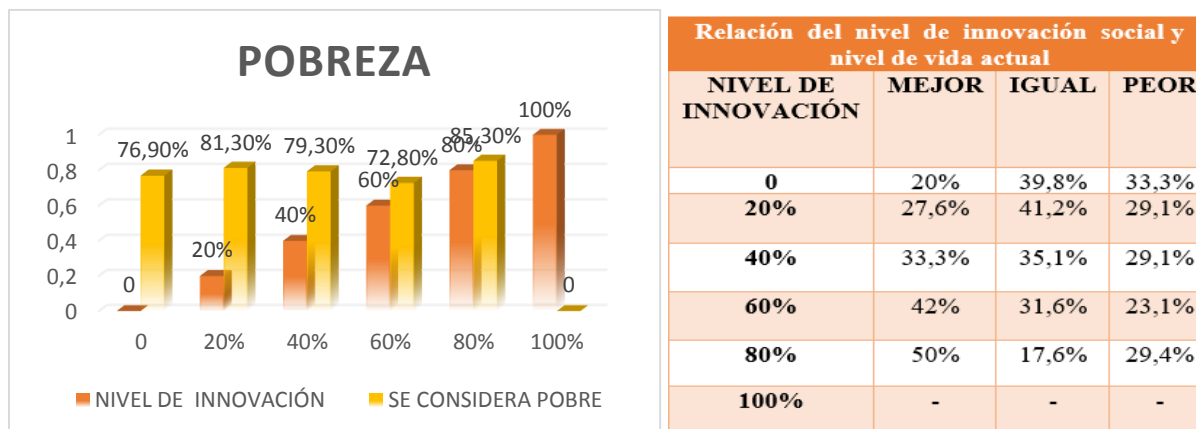 POBREZA
1
0,8
0,6
0,4
0,2
0
0
76,90%
20%
81,30%
40%
79,30%
60%
72,80%
80%
85,30%
100%
0
0 20% 40% 60% 80% 100%
NIVEL DE INNOVACIÓN SE CONSIDERA POBRE
Relación del nivel de innovación social y
nivel de vida actual
NIVEL DE MEJOR IGUAL PEOR
INNOVACIÓN
0 20% 39,8% 33,3%
20% 27,6% 41,2% 29,1%
40% 33,3% 35,1% 29,1%
60% 42% 31,6% 23,1%
80% 50% 17,6% 29,4%
100% - - -